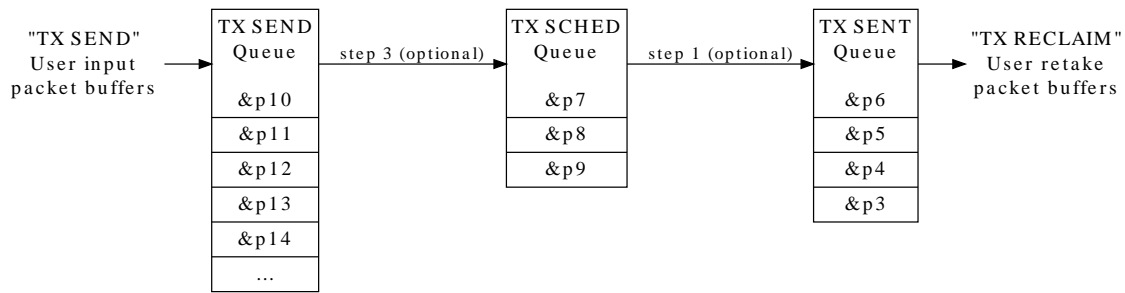 "TX SEND"
User input
packet buffers
TX SEND
Queue
&p10
&p11
&p12
&p13
&p14
...
step 3 (optional)
TX SCHED
Queue
&p7
&p8
&p9
step 1 (optional)
TX SENT
Queue
&p6
&p5
&p4
&p3
"TX RECLAIM"
User retake
packet buffers